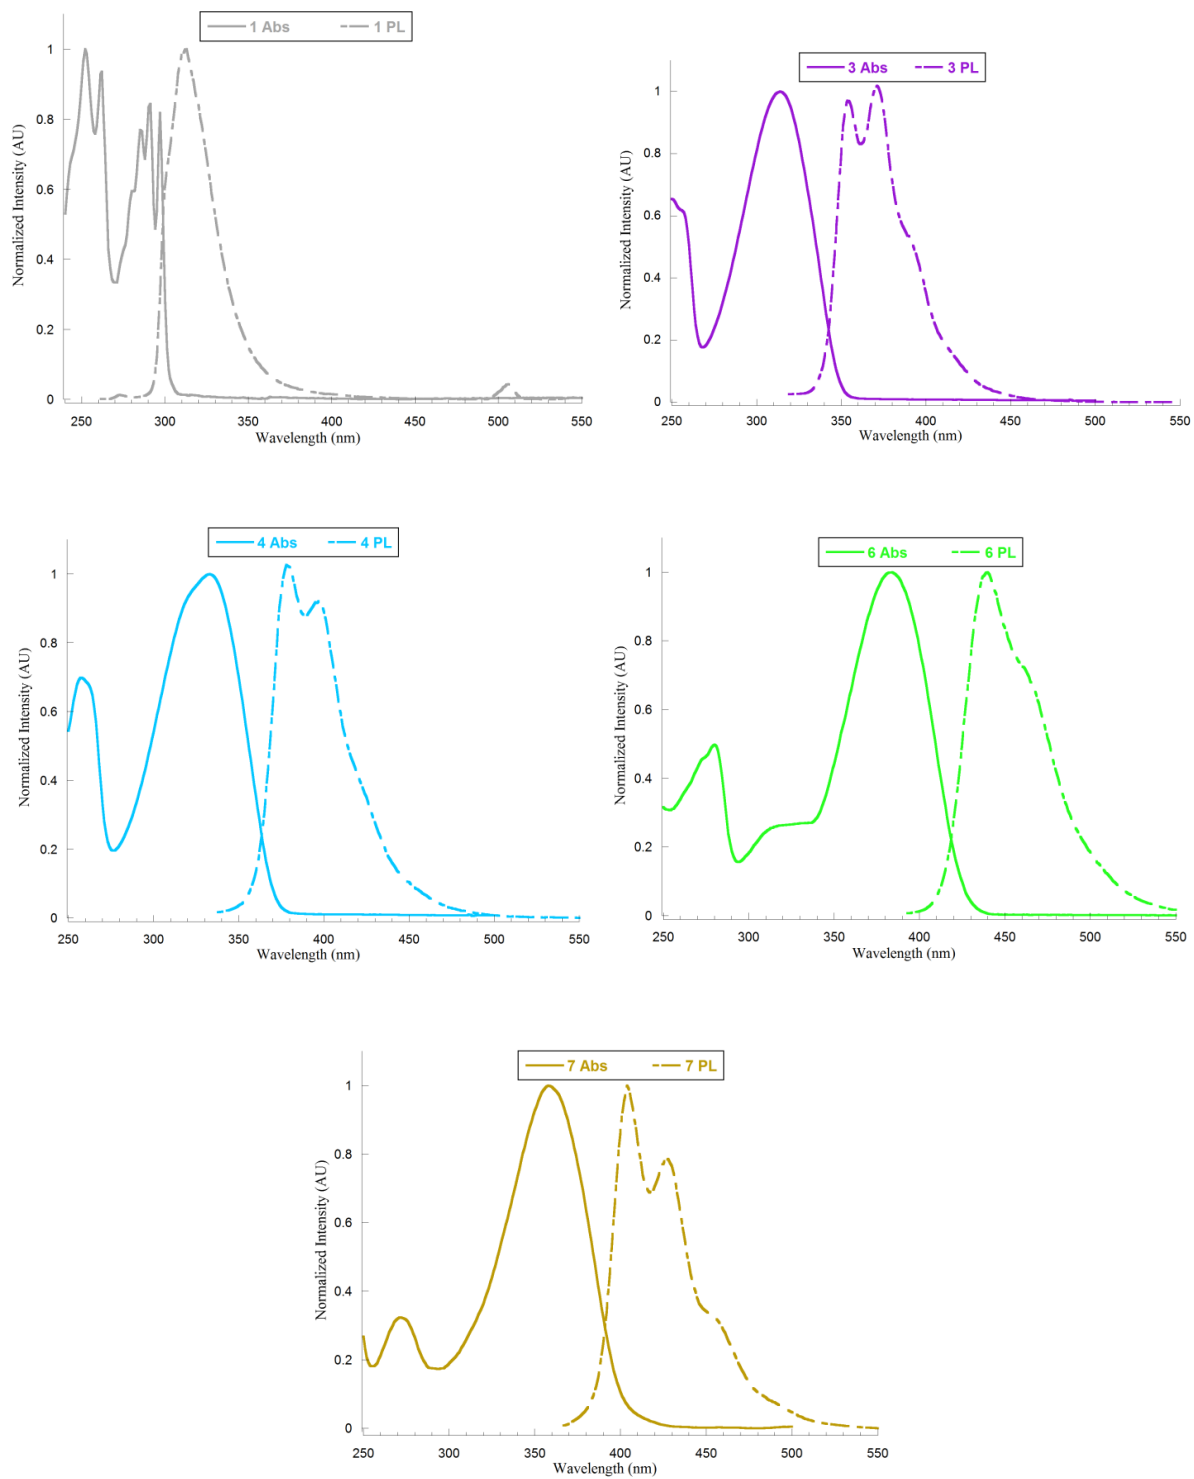 1 Abs 1 PL
Normalized Intensity (AU)
1
0.8
0.6
0.4
0.2
0
250 300 350 400 450 500 550
Wavelength (nm)
3 Abs 3 PL
Normalized Intensity (AU)
1
0.8
0.6
0.4
0.2
0
250 300 350 400 450 500 550
Wavelength (nm)
4 Abs 4 PL
Normalized Intensity (AU)
1
0.8
0.6
0.4
0.2
0
250 300 350 400 450 500 550
Wavelength (nm)
6 Abs 6 PL
Normalized Intensity (AU)
1
0.8
0.6
0.4
0.2
0
250 300 350 400 450 500 550
Wavelength (nm)
7 Abs 7 PL
Normalized Intensity (AU)
1
0.8
0.6
0.4
0.2
0
250 300 350 400 450 500 550
Wavelength (nm)